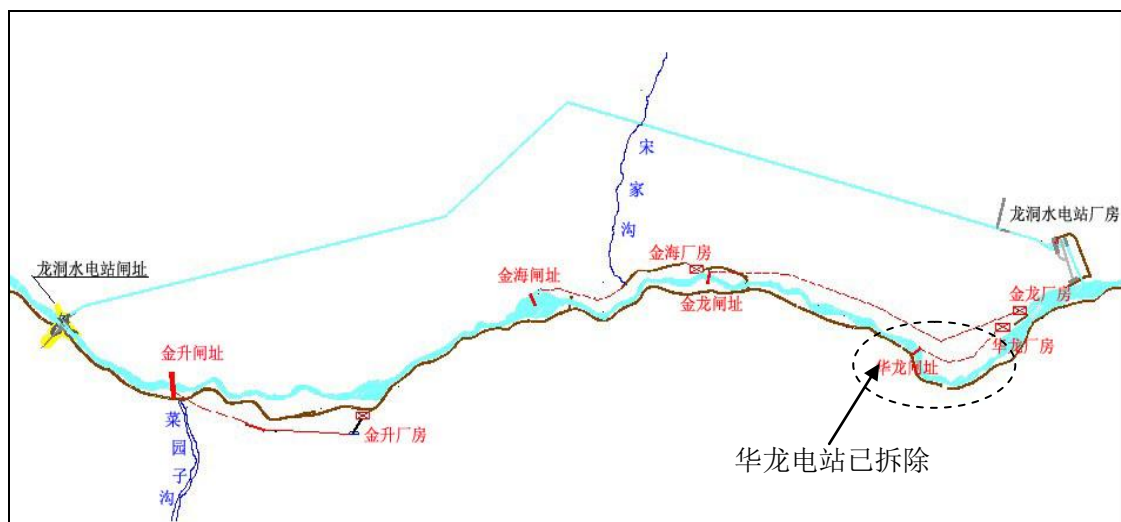 宋家沟
龙洞水电站厂房
龙洞水电站闸址
金海厂房
金海闸址
金龙闸址
金龙厂房
华龙厂房
金升闸址
华龙闸址
菜园子沟
金升厂房
华龙电站已拆除